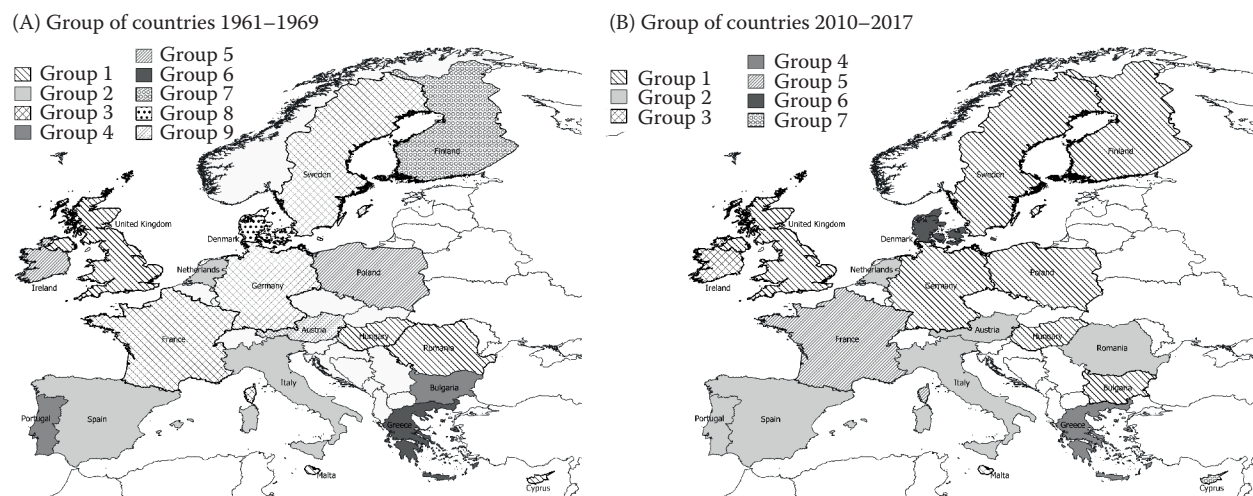 (A) Group of countries 1961–1969
Group 1
Group 2
Group 3
Group 4
Group 5
Group 6
Group 7
Group 8
Group 9
Finland
Sweden
United Kingdom
Denmark
Netherlands
Poland
Ireland
Germany
Austria
France
Hungary
Romania
Italy
Bulgaria
Portugal
Spain
Greece
Malta
Cyprus
(B) Group of countries 2010–2017
Group 1
Group 2
Group 3
Group 4
Group 5
Group 6
Group 7
Finland
Sweden
United Kingdom
Denmark
Netherlands
Poland
Ireland
Germany
Austria
France
Hungary
Romania
Italy
Bulgaria
Portugal
Spain
Greece
Malta
Cyprus